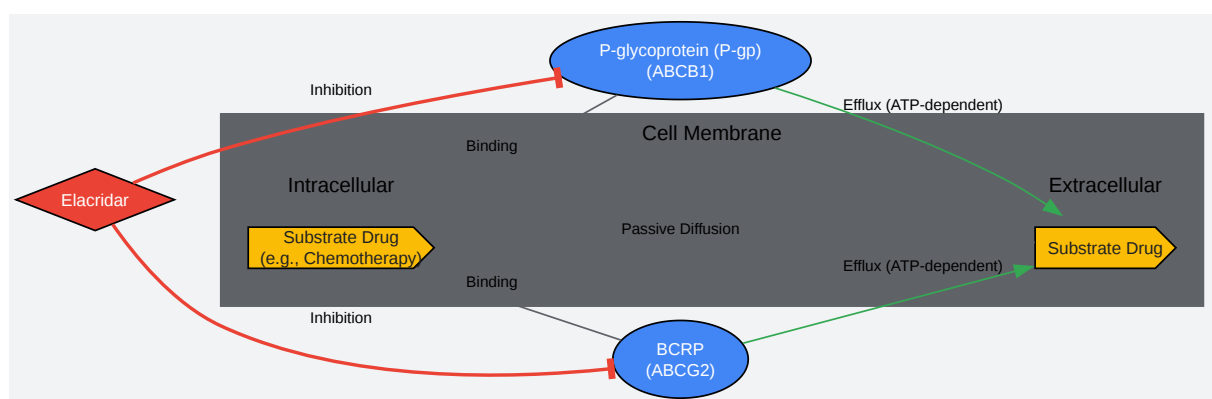 P-glycoprotein (P-gp)
(ABCB1)
Inhibition
Efflux (ATP-dependent)
Cell Membrane
Binding
Intracellular
Extracellular
Elacridar
Substrate Drug
(e.g., Chemotherapy)
Passive Diffusion
Substrate Drug
Efflux (ATP-dependent)
Binding
Inhibition
BCRP
(ABCG2)